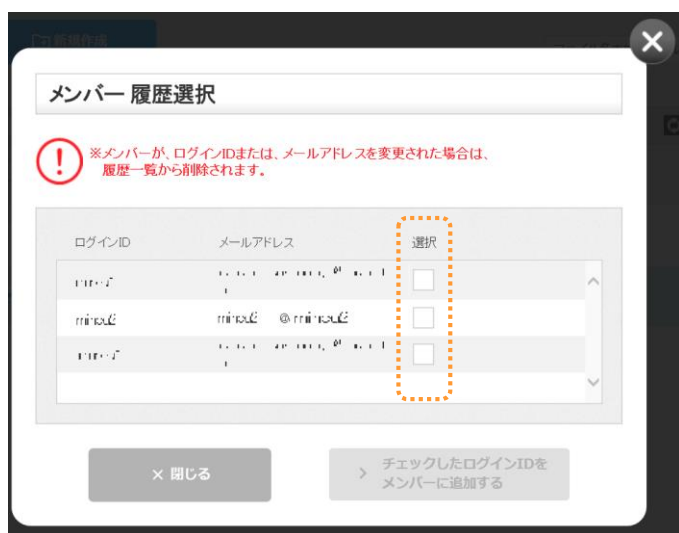 新規作成
メンバー 履歴選択
※メンバーが、ログインIDまたは、メールアドレスを変更された場合は、
履歴一覧から削除されます。
ログインID メールアドレス 選択
× 閉じる
> チェックしたログインIDを
メンバーに追加する